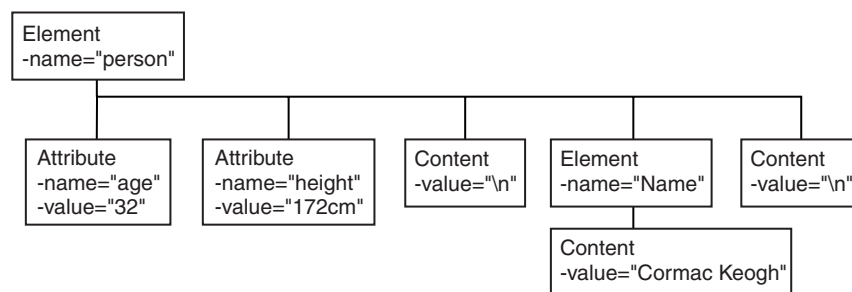 Element
-name="person"
Attribute
-name="age"
-value="32"
Attribute
-name="height"
-value="172cm"
Content
-value="\n"
Element
-name="Name"
Content
-value="\n"
Content
-value="Cormac Keogh"